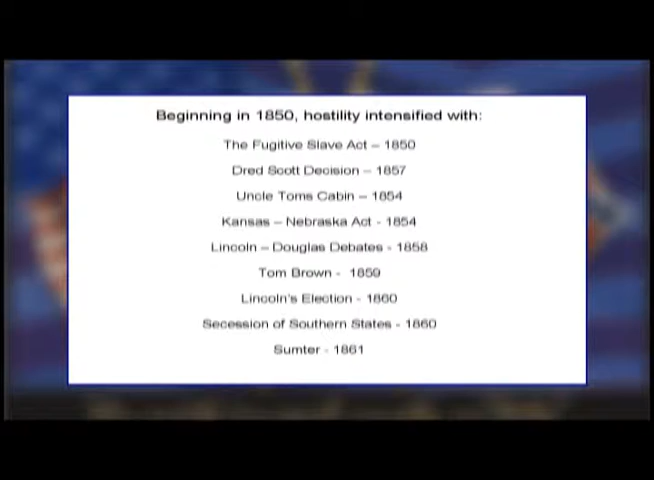 Beginning in 1850, hostility intensified with:
The Fugitive Slave Act – 1850
Dred Scott Decision – 1857
Uncle Toms Cabin – 1854
Kansas – Nebraska Act - 1854
Lincoln – Douglas Debates - 1858
Tom Brown - 1859
Lincoln's Election - 1860
Secession of Southern States - 1860
Sumter - 1861